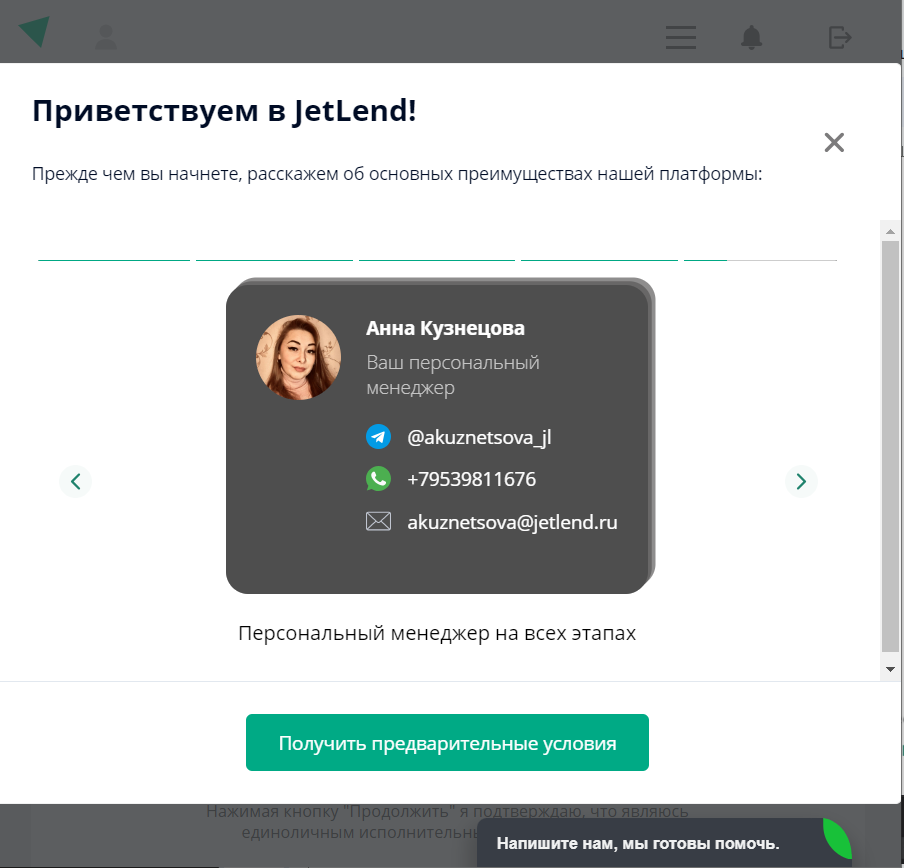 Приветствуем в JetLend!
Прежде чем вы начнете, расскажем об основных преимуществах нашей платформы:
Анна Кузнецова
Ваш персональный
менеджер
@akuznetsova_jl
+79539811676
akuznetsova@jetlend.ru
Персональный менеджер на всех этапах
Получить предварительные условия
Нажимая кнопку "Продолжить" я подтверждаю, что являюсь
единоличным исполнительн
Напишите нам, мы готовы помочь.